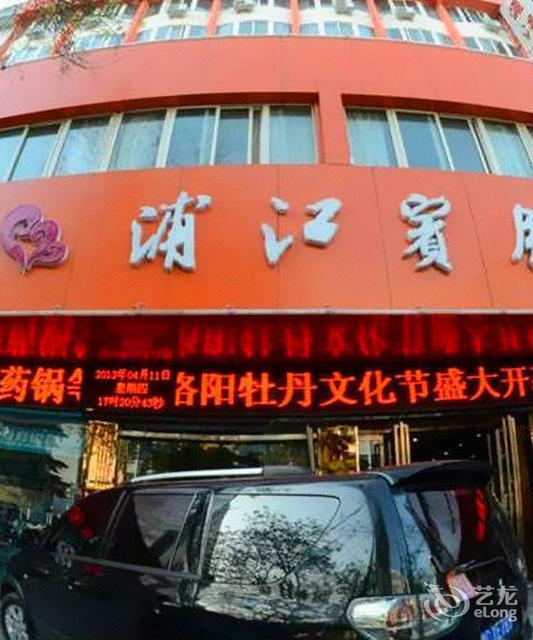 浦江賓
药锅
2013年04月11日
星期四
17时20分43秒
洛阳牡丹文化节盛大开
艺龙
eLong